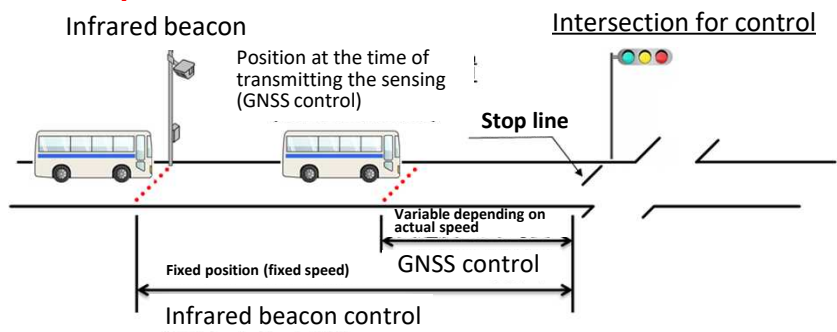 Infrared beacon
Intersection for control
Position at the time of
transmitting the sensing
(GNSS control)
Stop line
Variable depending on
actual speed
GNSS control
Fixed position (fixed speed)
Infrared beacon control